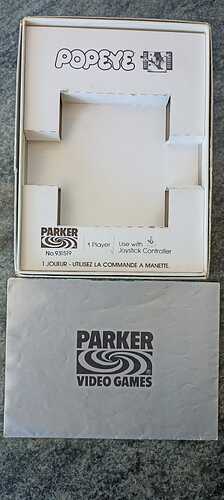 POPEYE
PARKER
No. 931519
1 Player
Use with
Joystick Controller
1 JOUEUR - UTILISEZ LA COMMANDE A MANETTE.
PARKER
VIDEO GAMES